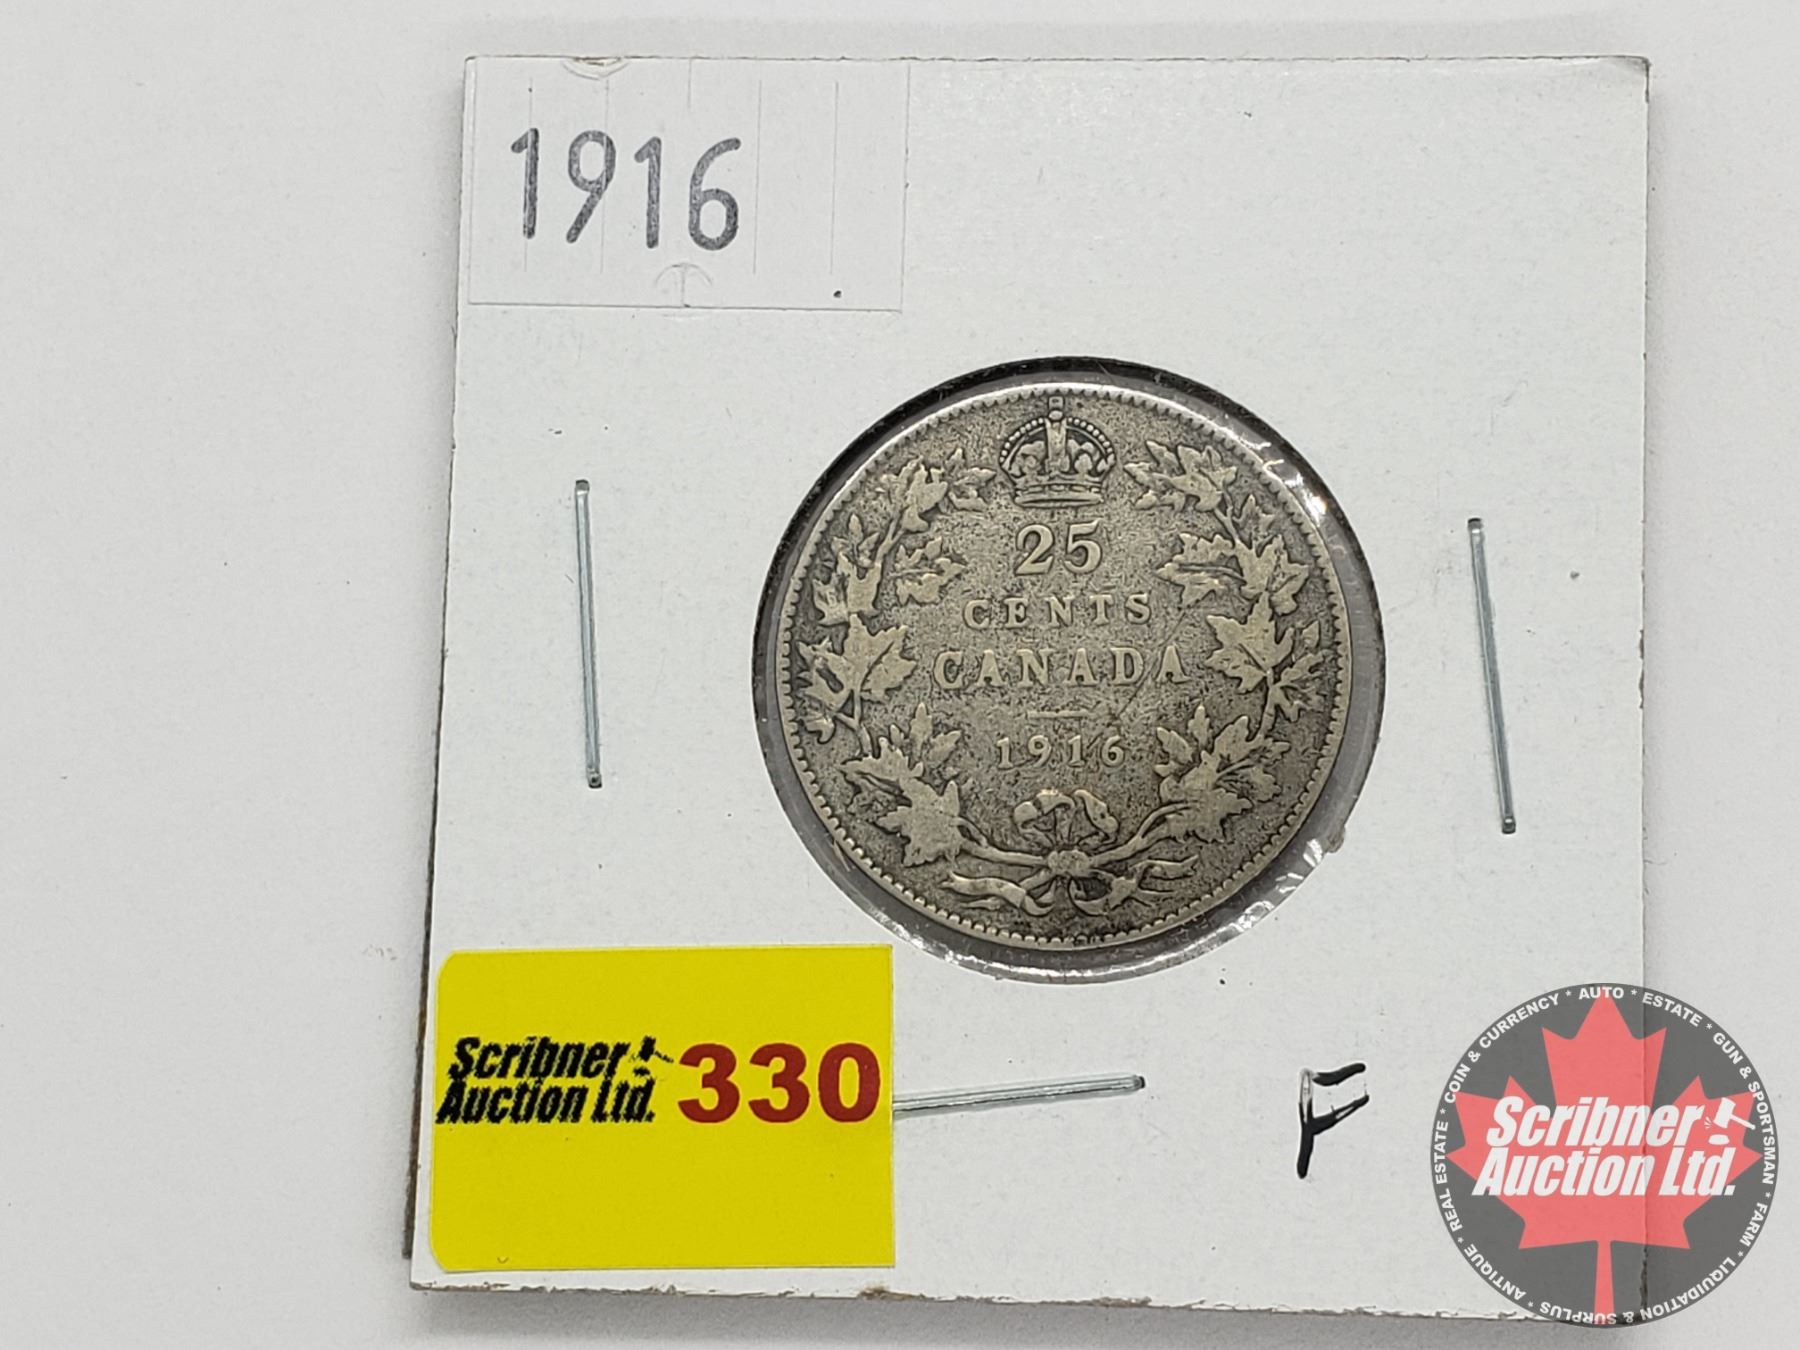 1916
25
CENTS
CANADA
1916
Scribner
Auction Ltd. 330
F
COIN & CURRENCY * AUTO * ESTATE * GUN & SPORTSMAN * FARM * LIQUIDATION & SURPLUS * ANTIQUE * REAL ESTATE *
Scribner
Auction Ltd.